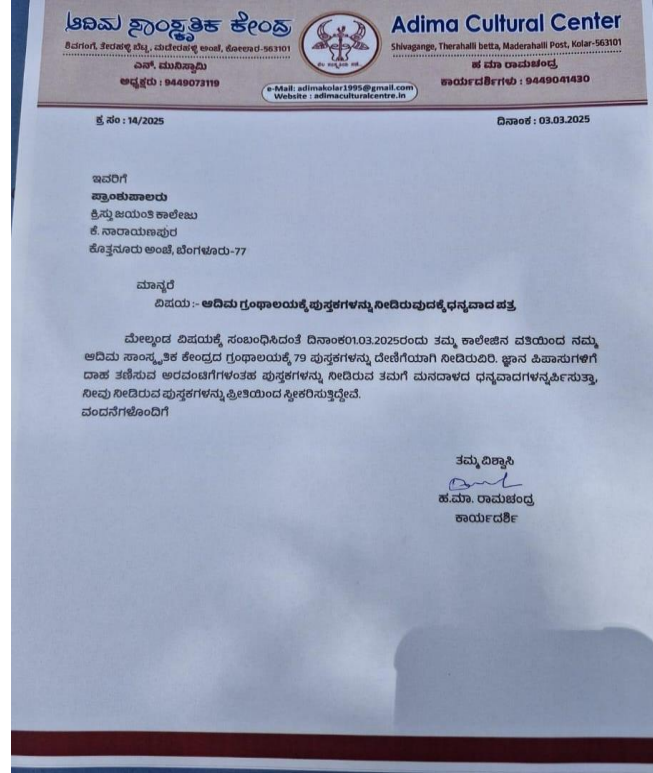 ಆದಿಮ ಸಾಂಸ್ಕೃತಿಕ ಕೇಂದ್ರ
ಶಿವಗಂಗೆ, ತೇರಹಳ್ಳಿ ಬೆಟ್ಟ, ಮಡೇರಹಳ್ಳಿ ಅಂಚೆ, ಕೋಲಾರ-563101
ಎನ್. ಮುನಿಸ್ವಾಮಿ
ಅಧ್ಯಕ್ಷರು : 9449073119
Adima Cultural Center
Shivagange, Therahalli betta, Maderahalli Post, Kolar-563101
ಹ ಮಾ ರಾಮಚಂದ್ರ
ಕಾರ್ಯದರ್ಶಿಗಳು : 9449041430
e-Mail: adimakolar1995@gmail.com
Website : adimaculturalcentre.in
ಕ್ರ ಸಂ : 14/2025
ದಿನಾಂಕ : 03.03.2025
ಇವರಿಗೆ
ಪ್ರಾಂಶುಪಾಲರು
ಕ್ರಿಸ್ತು ಜಯಂತಿ ಕಾಲೇಜು
ಕೆ. ನಾರಾಯಣಪುರ
ಕೊತ್ತನೂರು ಅಂಚೆ, ಬೆಂಗಳೂರು-77
ಮಾನ್ಯರೆ
ವಿಷಯ :- ಆದಿಮ ಗ್ರಂಥಾಲಯಕ್ಕೆ ಪುಸ್ತಕಗಳನ್ನು ನೀಡಿರುವುದಕ್ಕೆ ಧನ್ಯವಾದ ಪತ್ರ
ಮೇಲ್ಕಂಡ ವಿಷಯಕ್ಕೆ ಸಂಬಂಧಿಸಿದಂತೆ ದಿನಾಂಕ01.03.2025ರಂದು ತಮ್ಮ ಕಾಲೇಜಿನ ವತಿಯಿಂದ ನಮ್ಮ
ಆದಿಮ ಸಾಂಸ್ಕೃತಿಕ ಕೇಂದ್ರದ ಗ್ರಂಥಾಲಯಕ್ಕೆ 79 ಪುಸ್ತಕಗಳನ್ನು ದೇಣಿಗೆಯಾಗಿ ನೀಡಿರುವಿರಿ. ಜ್ಞಾನ ಪಿಪಾಸುಗಳಿಗೆ
ದಾಹ ತಣಿಸುವ ಅರವಂಟಿಗೆಗಳಂತಹ ಪುಸ್ತಕಗಳನ್ನು ನೀಡಿರುವ ತಮಗೆ ಮನದಾಳದ ಧನ್ಯವಾದಗಳನ್ನರ್ಪಿಸುತ್ತಾ,
ನೀವು ನೀಡಿರುವ ಪುಸ್ತಕಗಳನ್ನು ಪ್ರೀತಿಯಿಂದ ಸ್ವೀಕರಿಸುತ್ತಿದ್ದೇವೆ.
ವಂದನೆಗಳೊಂದಿಗೆ
ತಮ್ಮ ವಿಶ್ವಾಸಿ
ಹ.ಮಾ. ರಾಮಚಂದ್ರ
ಕಾರ್ಯದರ್ಶಿ